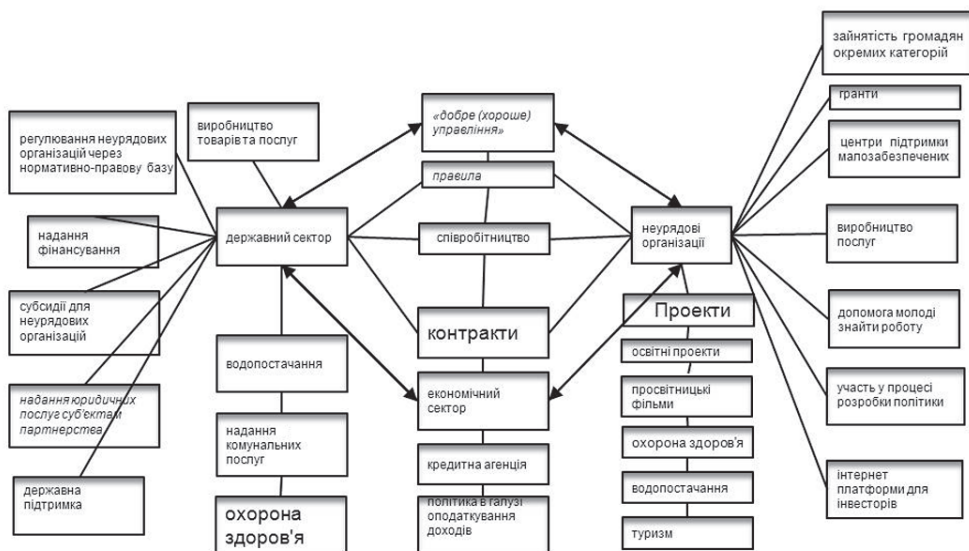 зайнятість громадян
окремих категорій
гранти
центри підтримки
малозабезпечених
виробництво
послуг
допомога молоді
знайти роботу
участь у процесі
розробки політики
інтернет
платформи для
інвесторів
«добре (хороше)
управління»
правила
співробітництво
контракти
економічний
сектор
кредитна агенція
політика в галузі
оподаткування
доходів
регулювання неурядових
організацій через
нормативно-правову базу
виробництво
товарів та послуг
державний сектор
надання
фінансування
субсидії для
неурядових
організацій
надання юридичних
послуг суб'єктам
партнерства
державна
підтримка
водопостачання
надання
комунальних
послуг
охорона
здоров'я
неурядові
організації
Проекти
освітні проекти
просвітницькі
фільми
охорона здоров'я
водопостачання
туризм